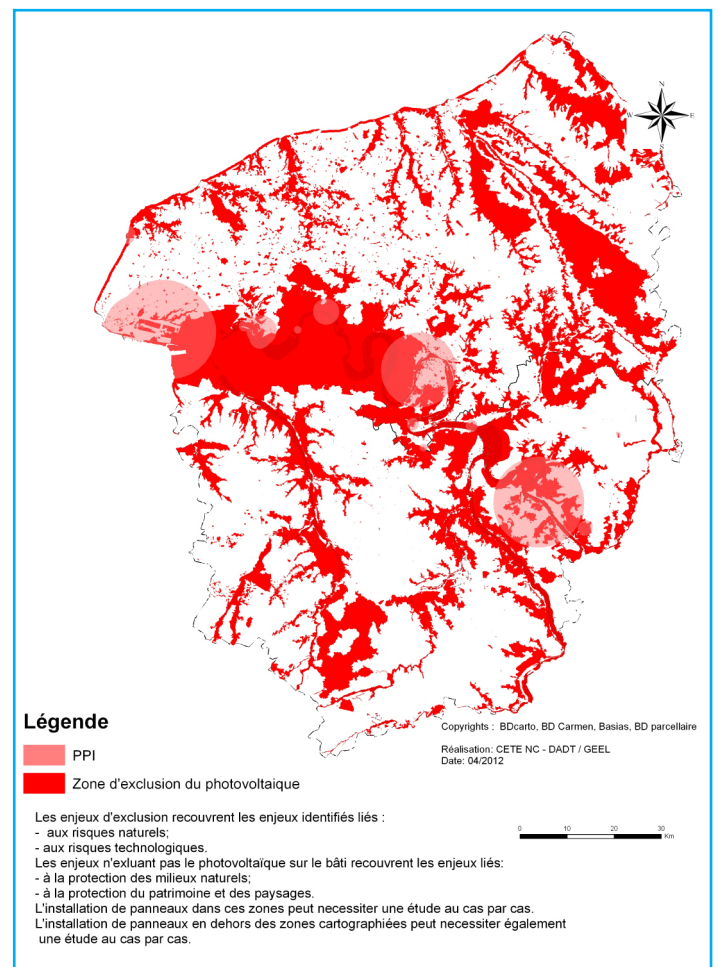 N
E
S
Légende
Copyrights : BDcarto, BD Carmen, Basias, BD parcellaire
PPI
Réalisation: CETE NC - DADT / GEEL
Date: 04/2012
Zone d'exclusion du photovoltaique
Les enjeux d'exclusion recouvrent les enjeux identifiés liés :
- aux risques naturels;
- aux risques technologiques.
0 10 20 30
Km
Les enjeu n'exluant pas le photovoltaïque sur le bâti recouvrent les enjeux liés:
- à la protection des milieux naturels;
- à la protection du patrimoine et des paysages.
L'installation de panneaux dans ces zones peut necessiter une étude au cas par cas.
L'installation de panneaux en dehors des zones cartographiées peut necessiter également
une étude au cas par cas.